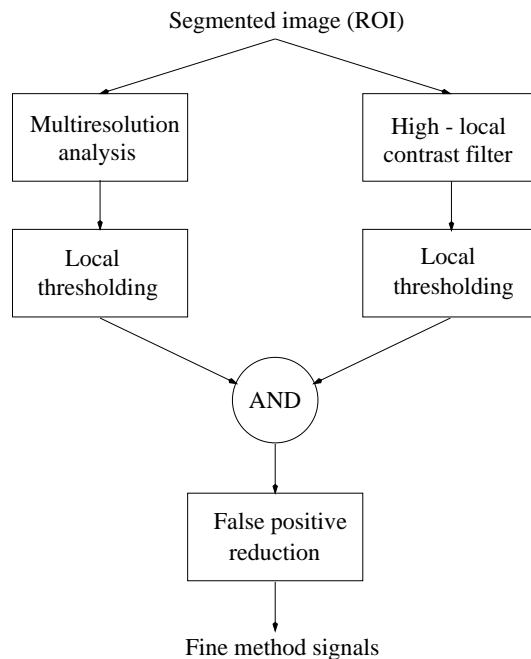 Segmented image (ROI)
Multiresolution
analysis
High - local
contrast filter
Local
thresholding
Local
thresholding
AND
False positive
reduction
Fine method signals